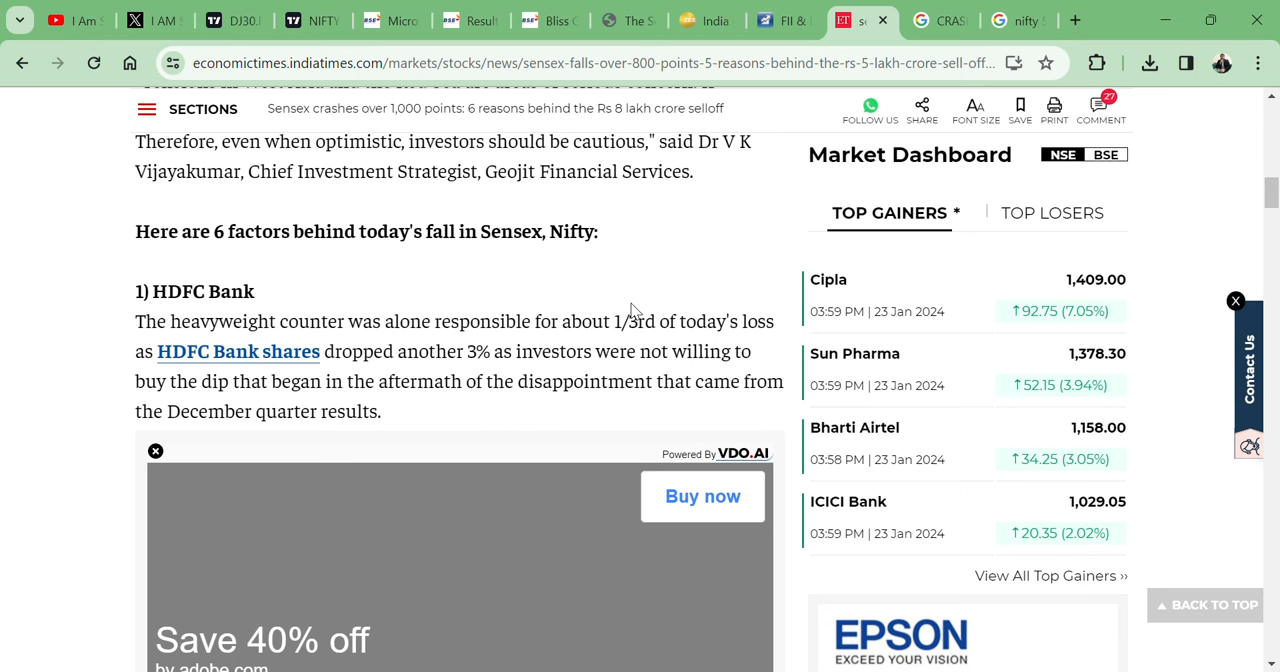 I Am S
I AM S
DJ30.
NIFTY
Micro
Result
Bliss G
The S
India
FII &
CRAS
nifty
economictimes.indiatimes.com/markets/stocks/news/sensex-falls-over-800-points-5-reasons-behind-the-rs-5-lakh-crore-sell-off...
SECTIONS
Sensex crashes over 1,000 points: 6 reasons behind the Rs 8 lakh crore selloff
FOLLOW US
SHARE
FONT SIZE
SAVE
PRINT
27
COMMENT
Therefore, even when optimistic, investors should be cautious," said Dr V K
Vijayakumar, Chief Investment Strategist, Geojit Financial Services.
Here are 6 factors behind today's fall in Sensex, Nifty:
1) HDFC Bank
The heavyweight counter was alone responsible for about 1/3rd of today's loss
as HDFC Bank shares dropped another 3% as investors were not willing to
buy the dip that began in the aftermath of the disappointment that came from
the December quarter results.
Powered By VDO.AI
Buy now
Save 40% off
by adobe.com
Market Dashboard
NSE BSE
TOP GAINERS *
TOP LOSERS
Cipla 1,409.00
03:59 PM | 23 Jan 2024 ↑92.75 (7.05%)
Sun Pharma 1,378.30
03:59 PM | 23 Jan 2024 ↑52.15 (3.94%)
Bharti Airtel 1,158.00
03:58 PM | 23 Jan 2024 ↑34.25 (3.05%)
ICICI Bank 1,029.05
03:59 PM | 23 Jan 2024 ↑20.35 (2.02%)
View All Top Gainers ››
EPSON
EXCEED YOUR VISION
X
Contact Us
BACK TO TOP